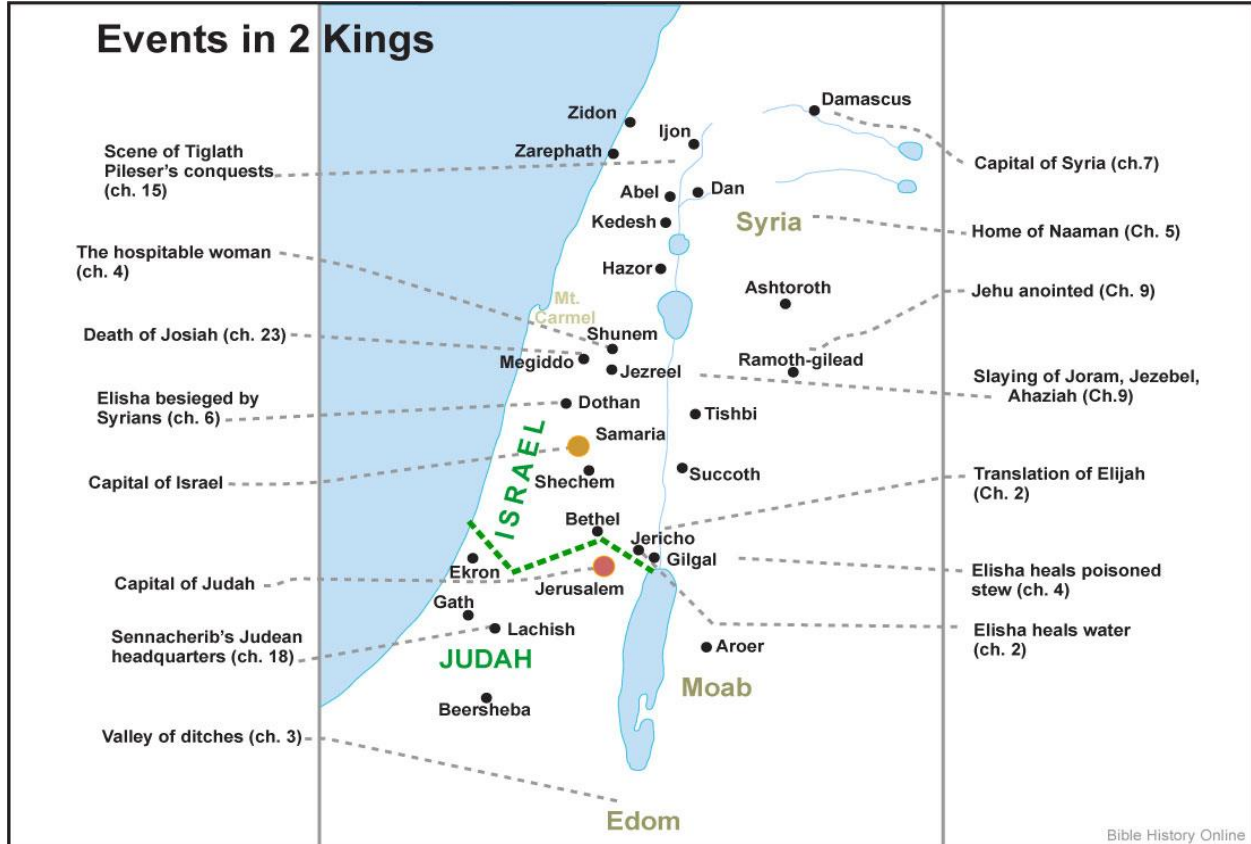 Events in 2 Kings
Scene of Tiglath
Pileser's conquests
(ch. 15)
The hospitable woman
(ch. 4)
Death of Josiah (ch. 23)
Elisha besieged by
Syrians (ch. 6)
Capital of Israel
Capital of Judah
Sennacherib's Judean
headquarters (ch. 18)
Valley of ditches (ch. 3)
Zidon
Ijon
Damascus
Zarephath
Abel
Dan
Kedesh
Syria
Hazor
Ashtoroth
Mt.
Carmel
Shunem
Megiddo
Jezreel
Ramoth-gilead
Dothan
Tishbi
ISRAEL
Samaria
Shechem
Succoth
Bethel
Jericho
Gilgal
Ekron
Jerusalem
Gath
Lachish
JUDAH
Aroer
Moab
Beersheba
Edom
Capital of Syria (ch.7)
Home of Naaman (Ch. 5)
Jehu anointed (Ch. 9)
Slaying of Joram, Jezebel,
Ahaziah (Ch.9)
Translation of Elijah
(Ch. 2)
Elisha heals poisoned
stew (ch. 4)
Elisha heals water
(ch. 2)
Bible History Online